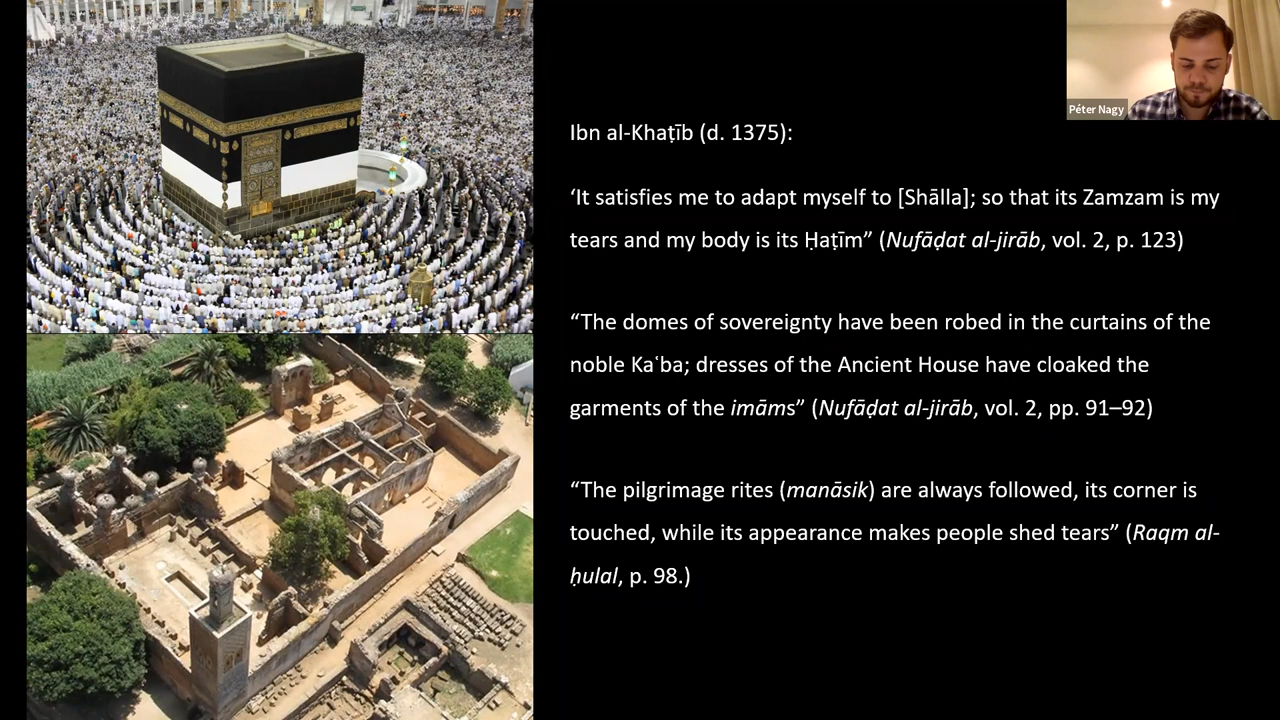 Péter Nagy
Ibn al-Khaṭīb (d. 1375):
‘It satisfies me to adapt myself to [Shālla]; so that its Zamzam is my
tears and my body is its Ḥaṭīm” (Nufāḍat al-jirāb, vol. 2, p. 123)
“The domes of sovereignty have been robed in the curtains of the
noble Kaʿba; dresses of the Ancient House have cloaked the
garments of the imāms” (Nufāḍat al-jirāb, vol. 2, pp. 91–92)
“The pilgrimage rites (manāsik) are always followed, its corner is
touched, while its appearance makes people shed tears” (Raqm al-
ḥulal, p. 98.)